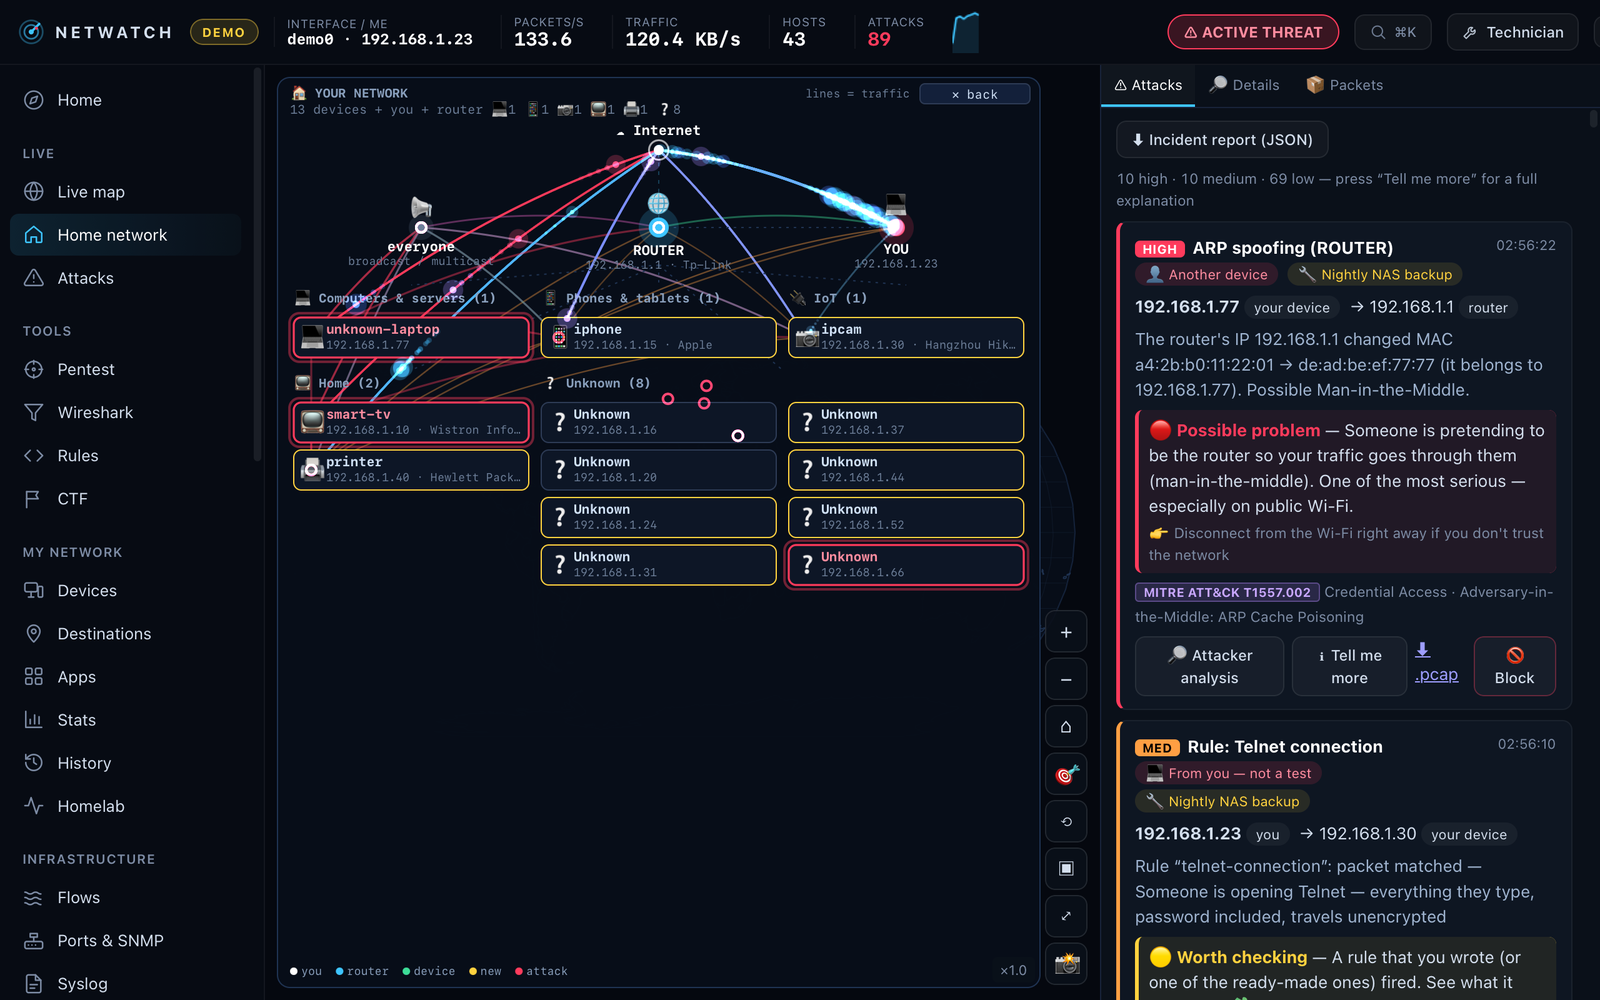 NETWATCH
DEMO
INTERFACE / ME
demo0 · 192.168.1.23
PACKETS/S
133.6
TRAFFIC
120.4 KB/s
HOSTS
43
ATTACKS
89
⚠ ACTIVE THREAT
⌘K
Technician
Home
LIVE
Live map
Home network
Attacks
TOOLS
Pentest
Wireshark
Rules
CTF
MY NETWORK
Devices
Destinations
Apps
Stats
History
Homelab
INFRASTRUCTURE
Flows
Ports & SNMP
Syslog
YOUR NETWORK
13 devices + you + router 1 1 1 1 1 ? 8
lines = traffic
× back
Internet
everyone
broadcast / multicast
ROUTER
192.168.1.1 · Tp-Link
YOU
192.168.1.23
Computers & servers (1)
Phones & tablets (1)
IoT (1)
unknown-laptop
192.168.1.77
iphone
192.168.1.15 · Apple
ipcam
192.168.1.30 · Hangzhou Hik…
Home (2)
? Unknown (8)
smart-tv
192.168.1.10 · Wistron Info…
? Unknown
192.168.1.16
? Unknown
192.168.1.37
printer
192.168.1.40 · Hewlett Pack…
? Unknown
192.168.1.20
? Unknown
192.168.1.44
? Unknown
192.168.1.24
? Unknown
192.168.1.52
? Unknown
192.168.1.31
? Unknown
192.168.1.66
you
router
device
new
attack
×1.0
⚠ Attacks
Details
Packets
⬇ Incident report (JSON)
10 high · 10 medium · 69 low — press “Tell me more” for a full
explanation
HIGH ARP spoofing (ROUTER)
02:56:22
Another device
Nightly NAS backup
192.168.1.77 your device → 192.168.1.1 router
The router's IP 192.168.1.1 changed MAC
a4:2b:b0:11:22:01 → de:ad:be:ef:77:77 (it belongs to
192.168.1.77). Possible Man-in-the-Middle.
Possible problem — Someone is pretending to
be the router so your traffic goes through them
(man-in-the-middle). One of the most serious —
especially on public Wi-Fi.
Disconnect from the Wi-Fi right away if you don't trust
the network
MITRE ATT&CK T1557.002 Credential Access · Adversary-in-
the-Middle: ARP Cache Poisoning
Attacker
analysis
ℹ Tell me
more
⬇
.pcap
Block
MED Rule: Telnet connection
02:56:10
From you — not a test
Nightly NAS backup
192.168.1.23 you → 192.168.1.30 your device
Rule “telnet-connection”: packet matched —
Someone is opening Telnet — everything they type,
password included, travels unencrypted
Worth checking — A rule that you wrote (or
one of the ready-made ones) fired. See what it